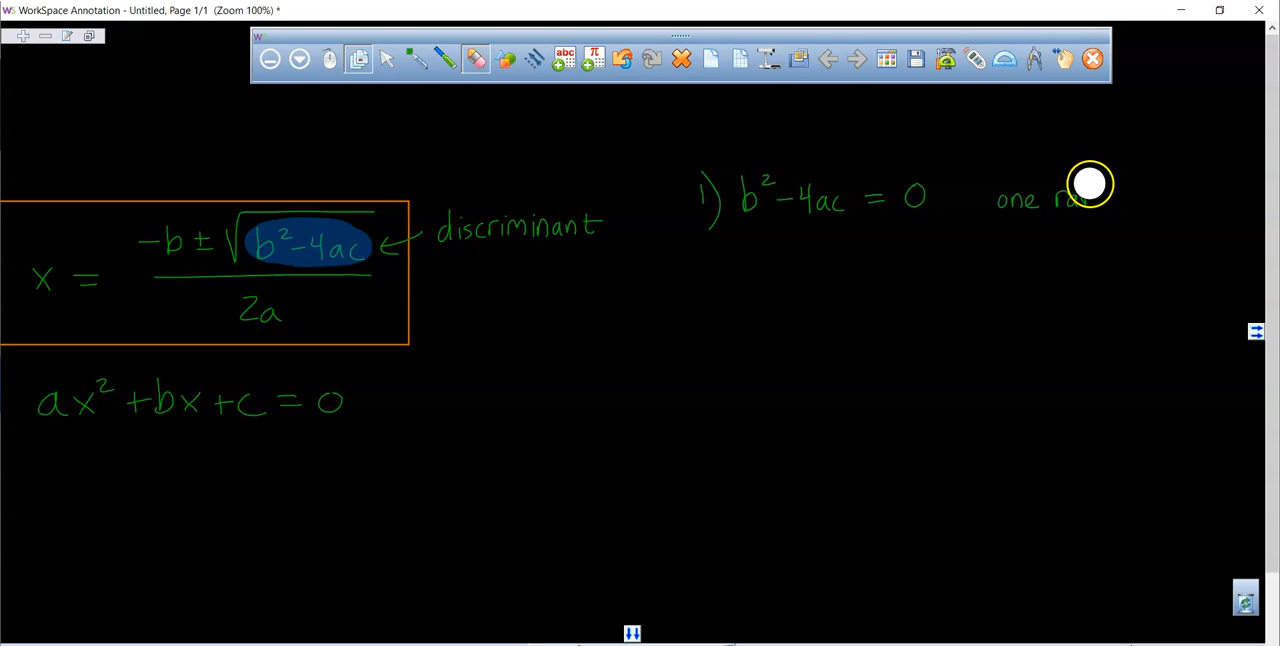 WorkSpace Annotation - Untitled, Page 1/1 (Zoom 100%) *
abc
π
1) b² - 4ac = 0 one
x = (-b ± √(b² - 4ac)) / 2a ← discriminant
ax² + bx + c = 0